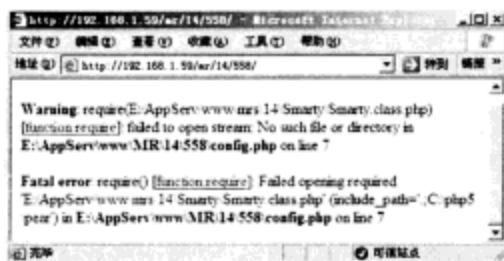 http://192.168.1.59/mr/14/558/ - Microsoft Internet Explorer
文件(F) 编辑(E) 查看(V) 收藏(A) 工具(T) 帮助(H)
地址(D) http://192.168.1.59/mr/14/558/ 转到 链接 »
Warning: require(E:\AppServ\www\mrs\14\Smarty\Smarty.class.php)
[function.require]: failed to open stream: No such file or directory in
E:\AppServ\www\MR\14\558\config.php on line 7
Fatal error: require() [function.require]: Failed opening required
'E:\AppServ\www\mrs\14\Smarty\Smarty.class.php' (include_path='.;C:\php5
\pear') in E:\AppServ\www\MR\14\558\config.php on line 7
完毕 可信站点